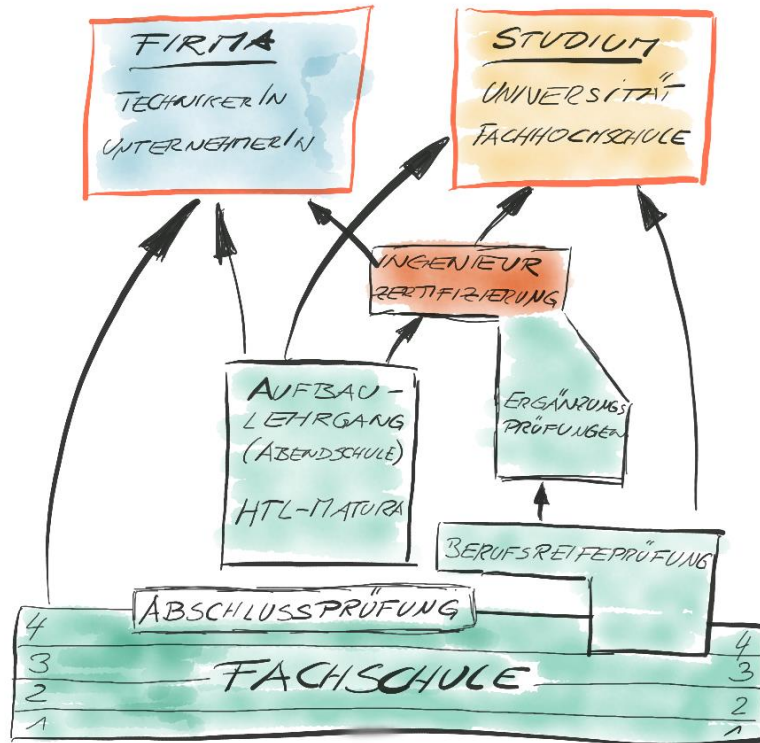 FIRMA
TECHNIKERIN
UNTERNEHMERIN
STUDIUM
UNIVERSITÄT
FACHHOCHSCHULE
INGENIEUR
ZERTIFIZIERUNG
AUFBAU-
LEHRGANG
(ABENDSCHULE)
HTL-MATURA
ERGÄNZUNGS
PRÜFUNGEN
BERUFSREIFEPRÜFUNG
ABSCHLUSSPRÜFUNG
FACHSCHULE
4
3
2
1
4
3
2
1